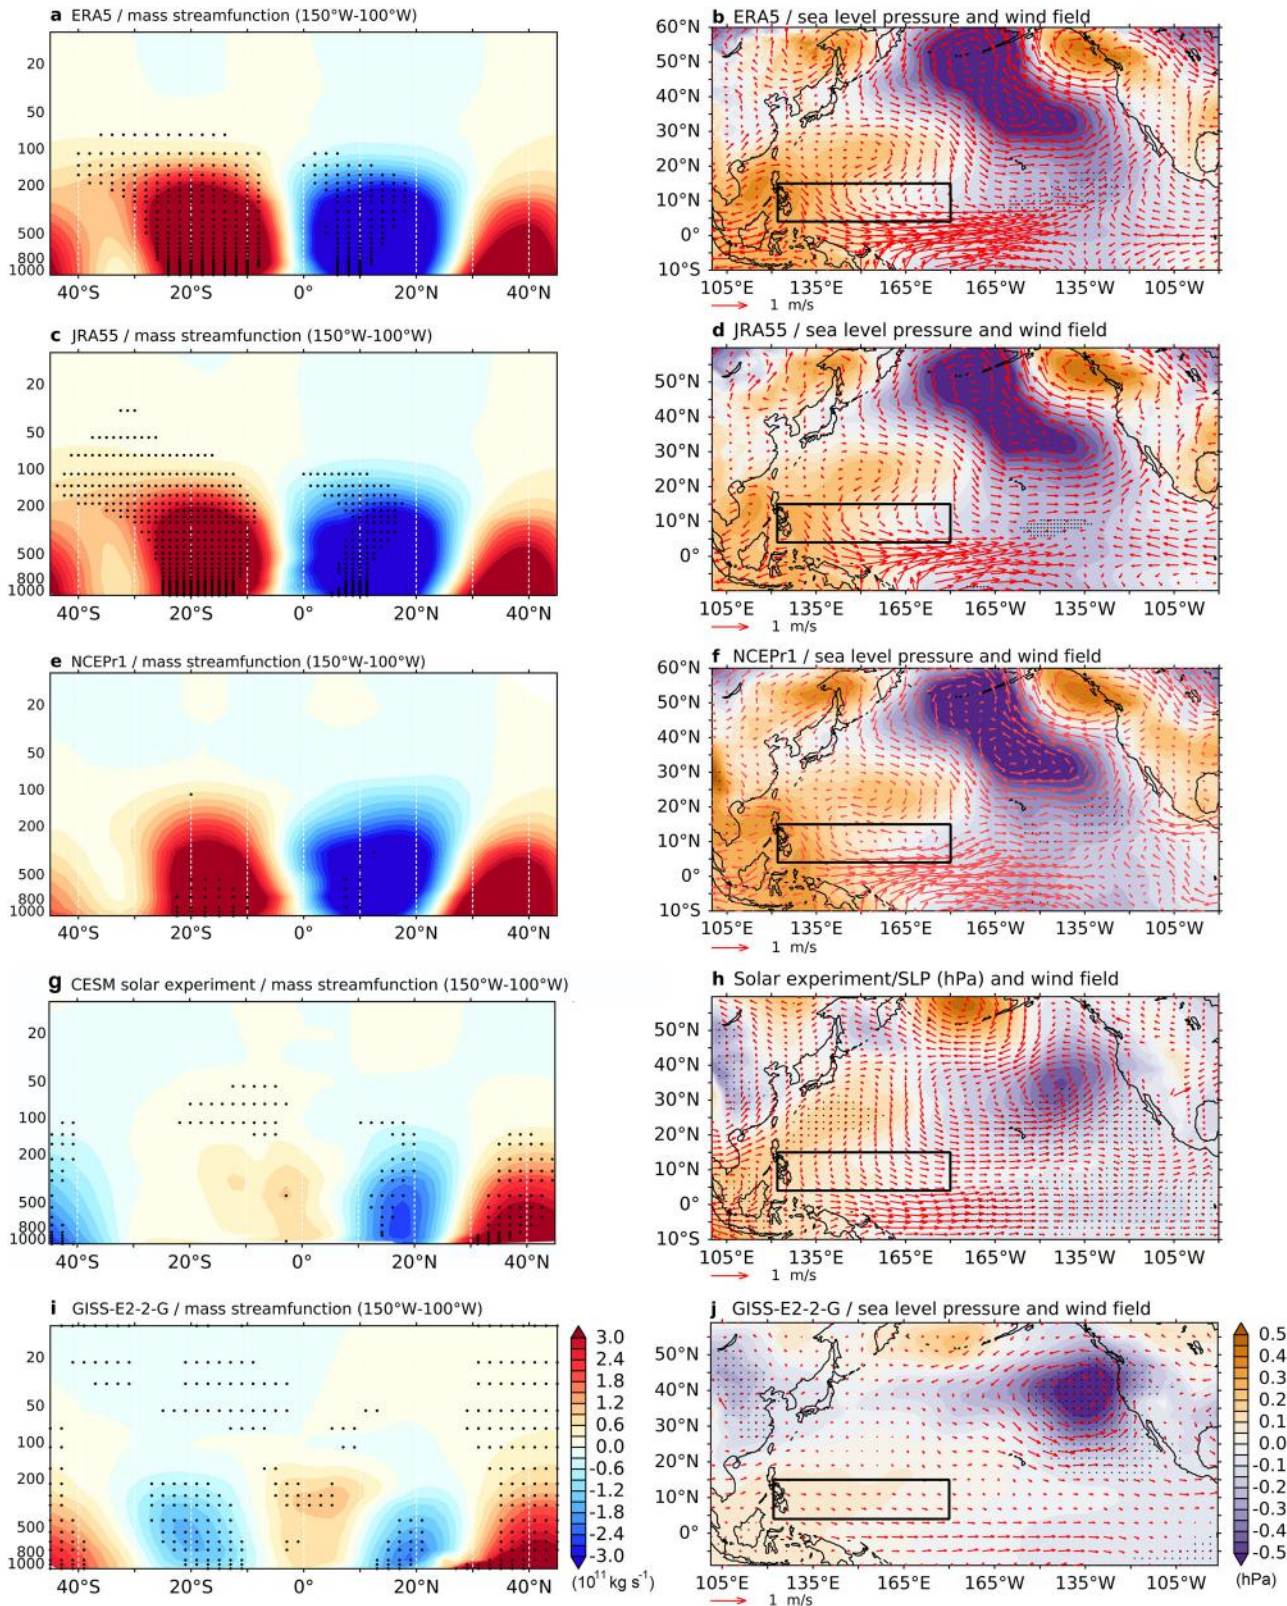 a ERA5 / mass streamfunction (150°W-100°W)
20
50
100
200
500
800
1000
40°S 20°S 0° 20°N 40°N
b ERA5 / sea level pressure and wind field
60°N
50°N
40°N
30°N
20°N
10°N
0°
10°S
105°E 135°E 165°E 165°W 135°W 105°W
1 m/s
c JRA55 / mass streamfunction (150°W-100°W)
20
50
100
200
500
800
1000
40°S 20°S 0° 20°N 40°N
d JRA55 / sea level pressure and wind field
50°N
40°N
30°N
20°N
10°N
0°
105°E 135°E 165°E 165°W 135°W 105°W
1 m/s
e NCEPr1 / mass streamfunction (150°W-100°W)
20
50
100
200
500
800
1000
40°S 20°S 0° 20°N 40°N
f NCEPr1 / sea level pressure and wind field
60°N
50°N
40°N
30°N
20°N
10°N
0°
10°S
105°E 135°E 165°E 165°W 135°W 105°W
1 m/s
g CESM solar experiment / mass streamfunction (150°W-100°W)
20
50
100
200
500
800
1000
40°S 20°S 0° 20°N 40°N
h Solar experiment/SLP (hPa) and wind field
50°N
40°N
30°N
20°N
10°N
0°
10°S
105°E 135°E 165°E 165°W 135°W 105°W
1 m/s
i GISS-E2-2-G / mass streamfunction (150°W-100°W)
20
50
100
200
500
800
1000
40°S 20°S 0° 20°N 40°N
3.0
2.4
1.8
1.2
0.6
0.0
-0.6
-1.2
-1.8
-2.4
-3.0
(10¹¹ kg s⁻¹)
j GISS-E2-2-G / sea level pressure and wind field
50°N
40°N
30°N
20°N
10°N
0°
105°E 135°E 165°E 165°W 135°W 105°W
1 m/s
0.5
0.4
0.3
0.2
0.1
0.0
-0.1
-0.2
-0.3
-0.4
-0.5
(hPa)